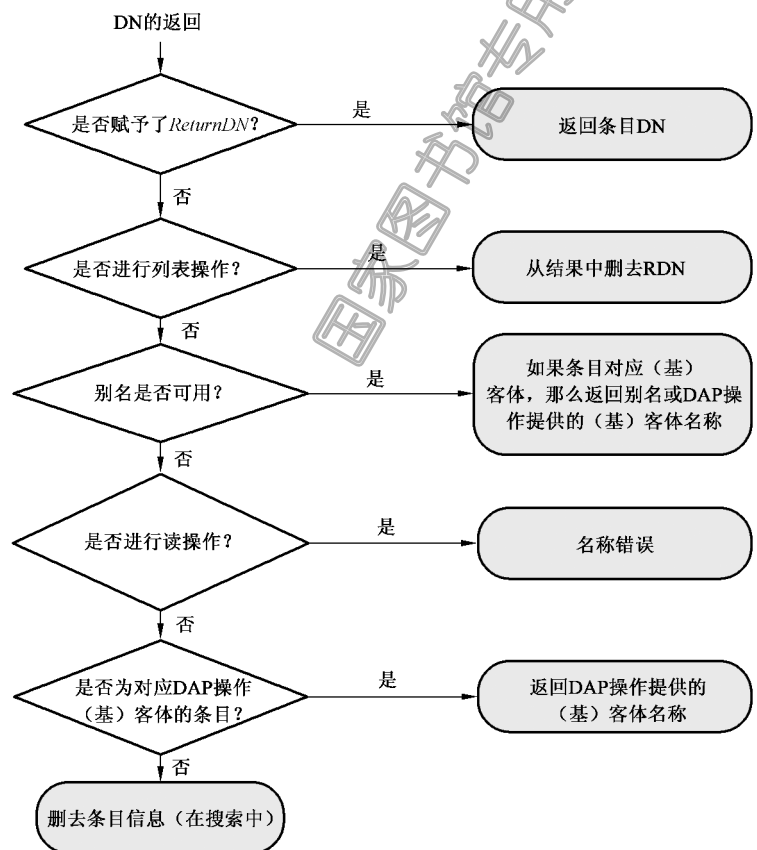 DN的返回
是否赋予了ReturnDN？
是
返回条目DN
否
是否进行列表操作？
是
从结果中删去RDN
否
别名是否可用？
是
如果条目对应（基）
客体，那么返回别名或DAP操
作提供的（基）客体名称
否
是否进行读操作？
是
名称错误
否
是否为对应DAP操作
（基）客体的条目？
是
返回DAP操作提供的
（基）客体名称
否
删去条目信息（在搜索中）
国家图书馆专用